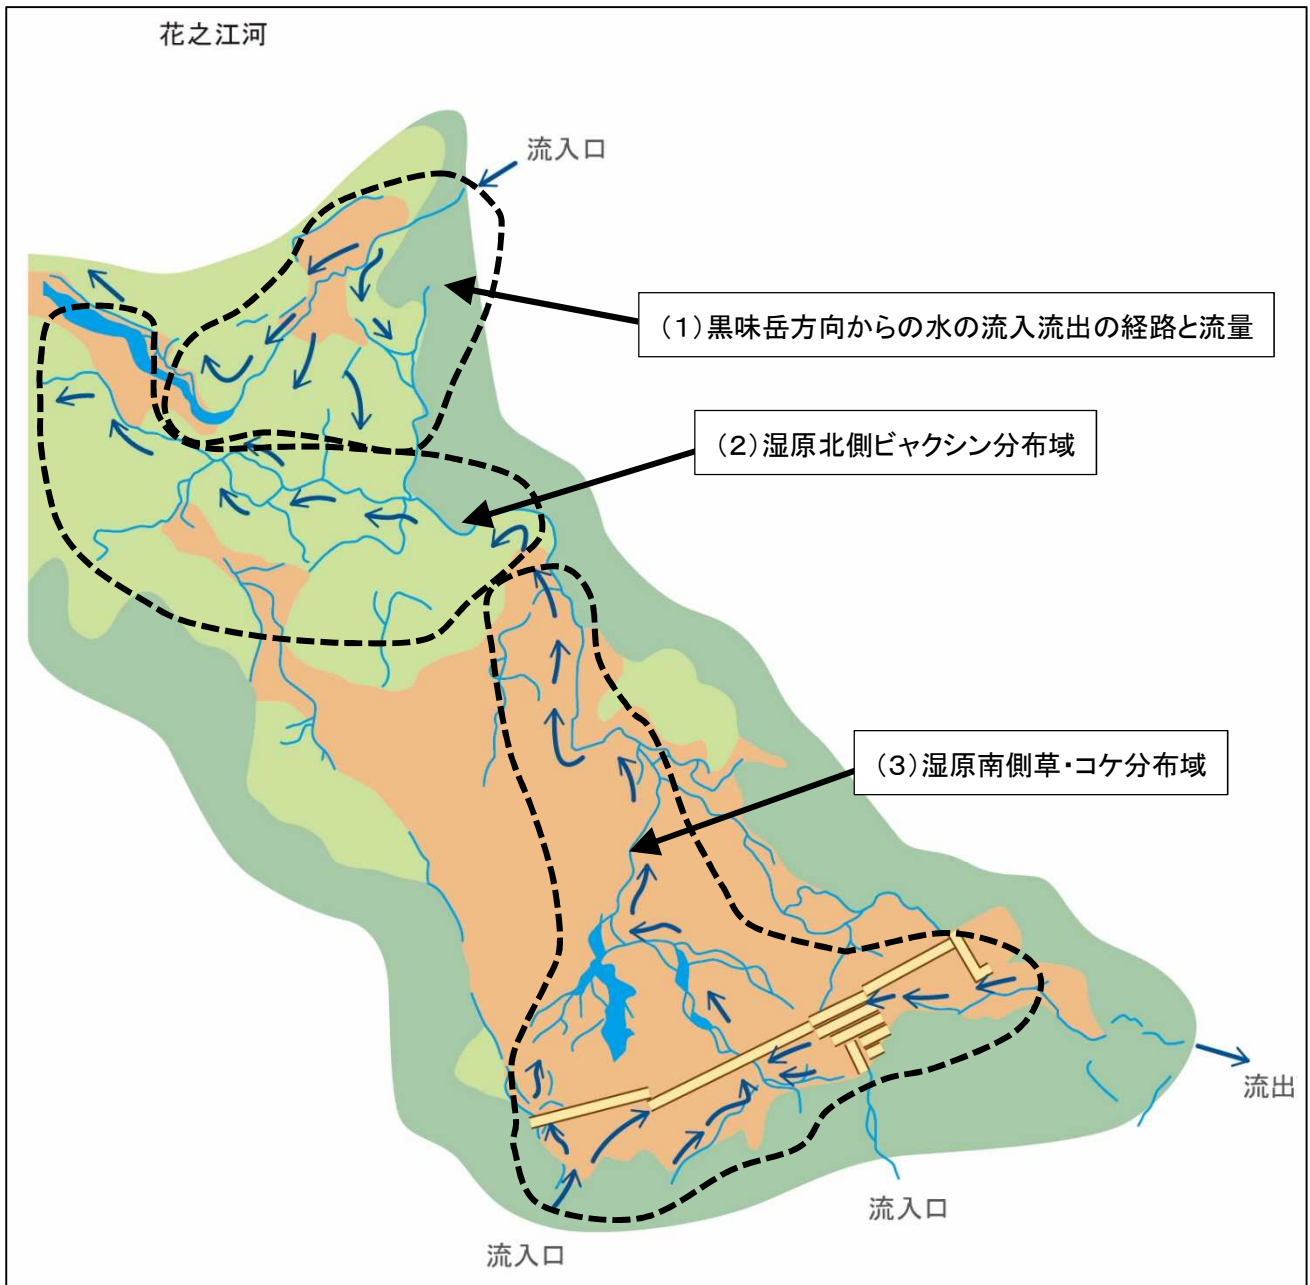 花之江河
流入口
（１）黒味岳方向からの水の流入流出の経路と流量
（２）湿原北側ビャクシン分布域
（３）湿原南側草・コケ分布域
流出
流入口
流入口